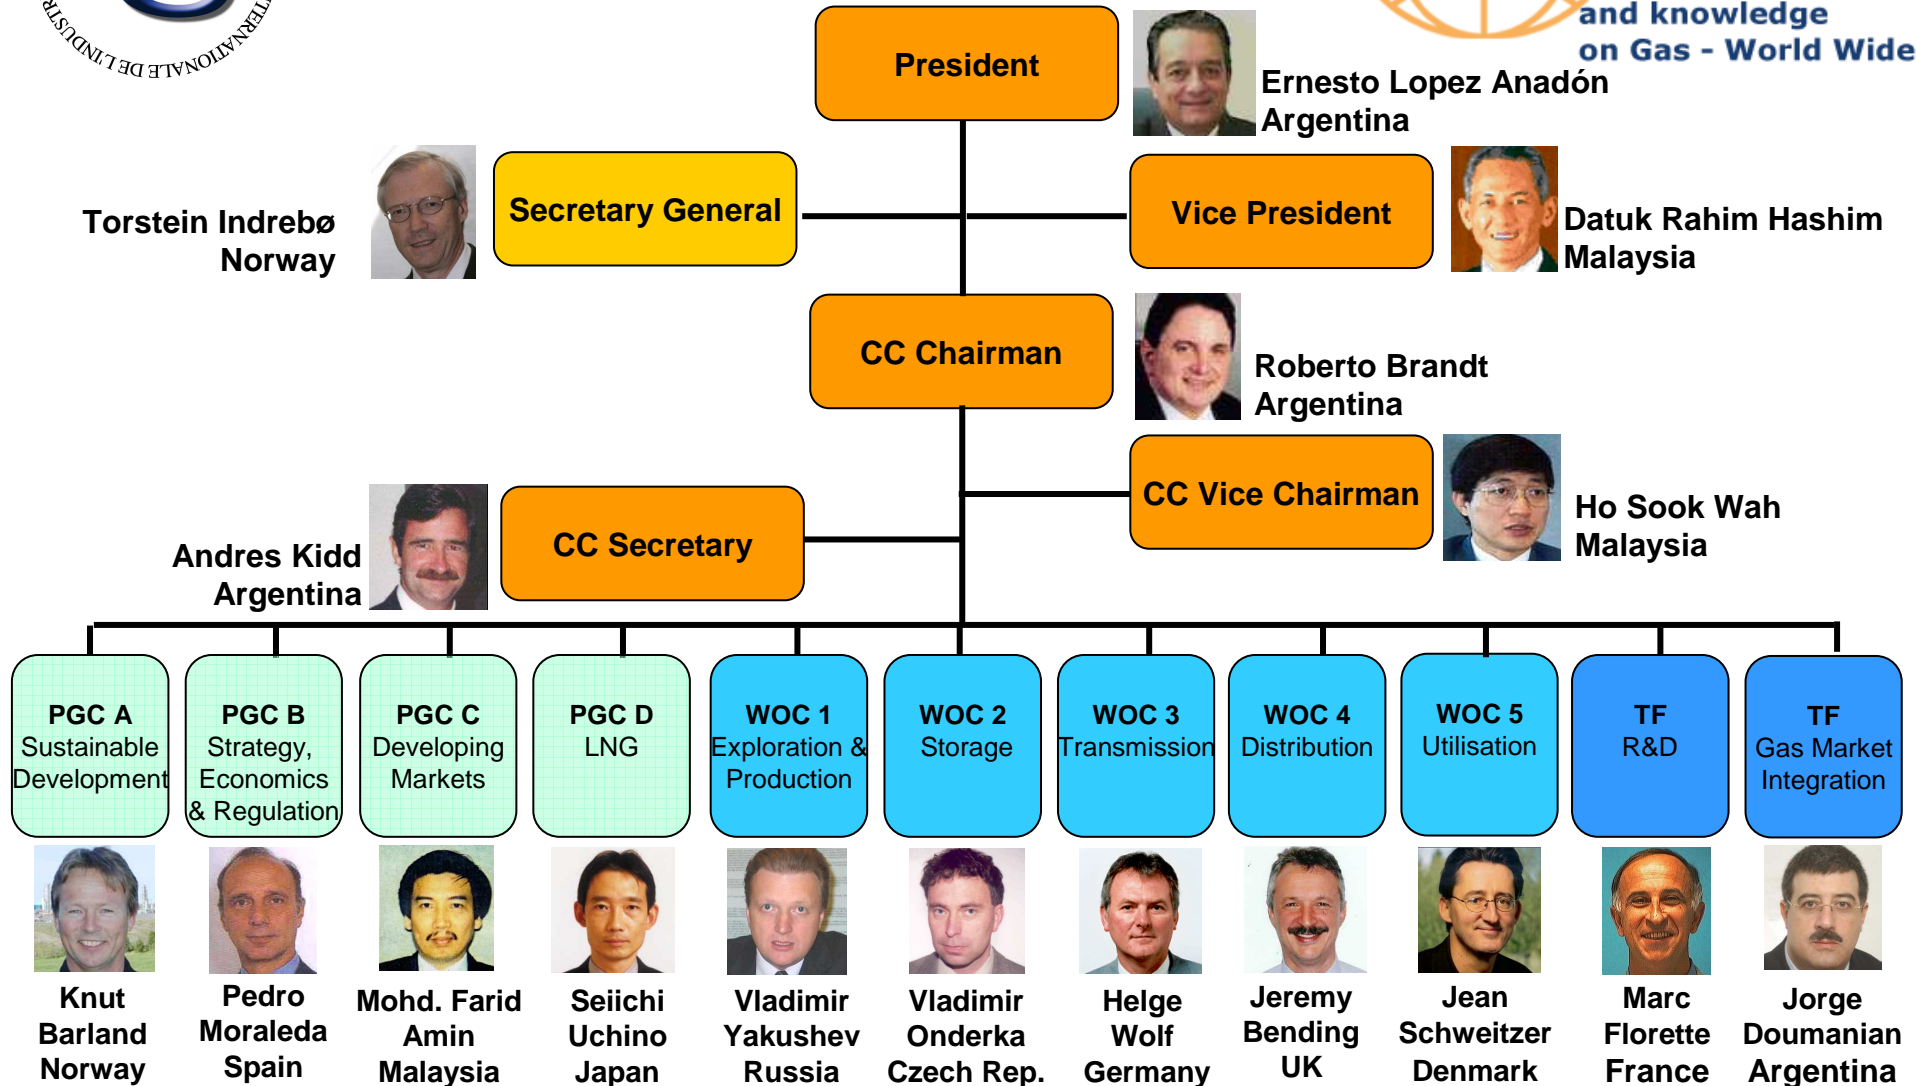 TERNATIONALE DE L'INDUSTR
and knowledge
on Gas - World Wide
President
Ernesto Lopez Anadón
Argentina
Torstein Indrebø
Norway
Secretary General
Vice President
Datuk Rahim Hashim
Malaysia
CC Chairman
Roberto Brandt
Argentina
CC Vice Chairman
Ho Sook Wah
Malaysia
Andres Kidd
Argentina
CC Secretary
PGC A
Sustainable
Development
PGC B
Strategy,
Economics
& Regulation
PGC C
Developing
Markets
PGC D
LNG
WOC 1
Exploration &
Production
WOC 2
Storage
WOC 3
Transmission
WOC 4
Distribution
WOC 5
Utilisation
TF
R&D
TF
Gas Market
Integration
Knut
Barland
Norway
Pedro
Moraleda
Spain
Mohd. Farid
Amin
Malaysia
Seiichi
Uchino
Japan
Vladimir
Yakushev
Russia
Vladimir
Onderka
Czech Rep.
Helge
Wolf
Germany
Jeremy
Bending
UK
Jean
Schweitzer
Denmark
Marc
Florette
France
Jorge
Doumanian
Argentina